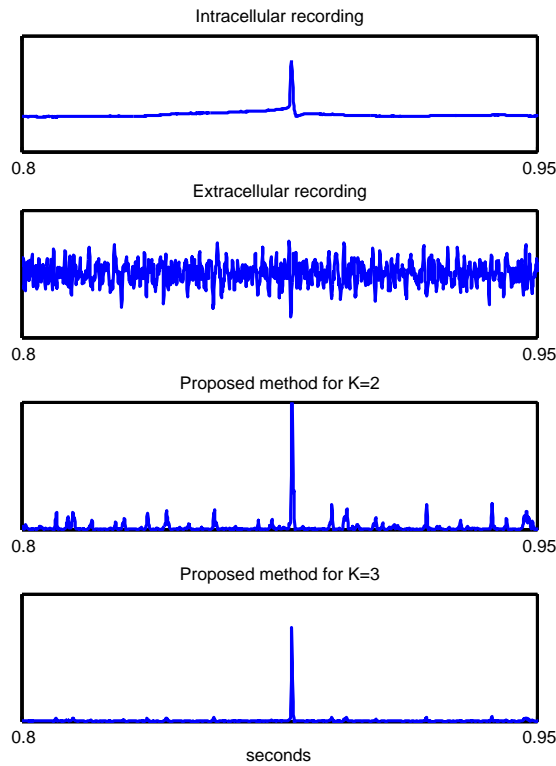 Intracellular recording
0.8 0.95
Extracellular recording
0.8 0.95
Proposed method for K=2
0.8 0.95
Proposed method for K=3
0.8 0.95
seconds